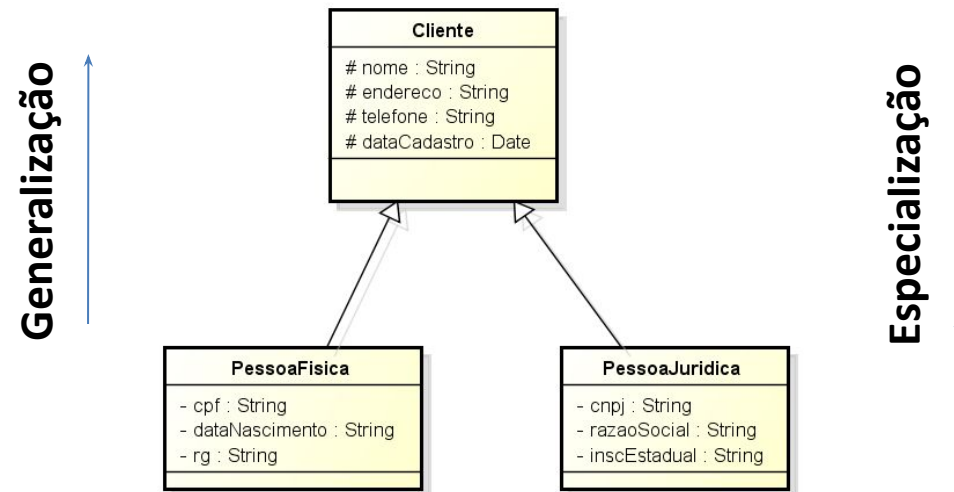 Generalização
Cliente
# nome : String
# endereco : String
# telefone : String
# dataCadastro : Date
Especialização
PessoaFisica
- cpf : String
- dataNascimento : String
- rg : String
PessoaJuridica
- cnpj : String
- razaoSocial : String
- inscEstadual : String